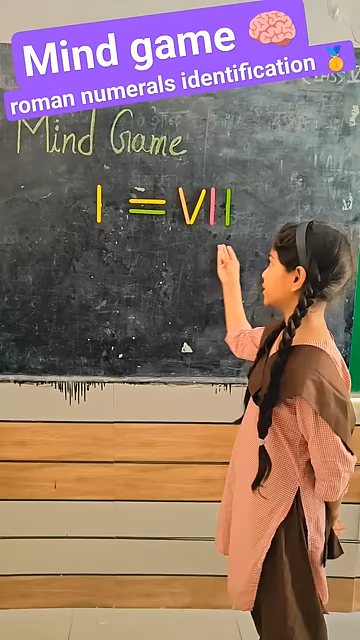 Mind game 🧠
roman numerals identification 🥇
Mind Game
I = VII